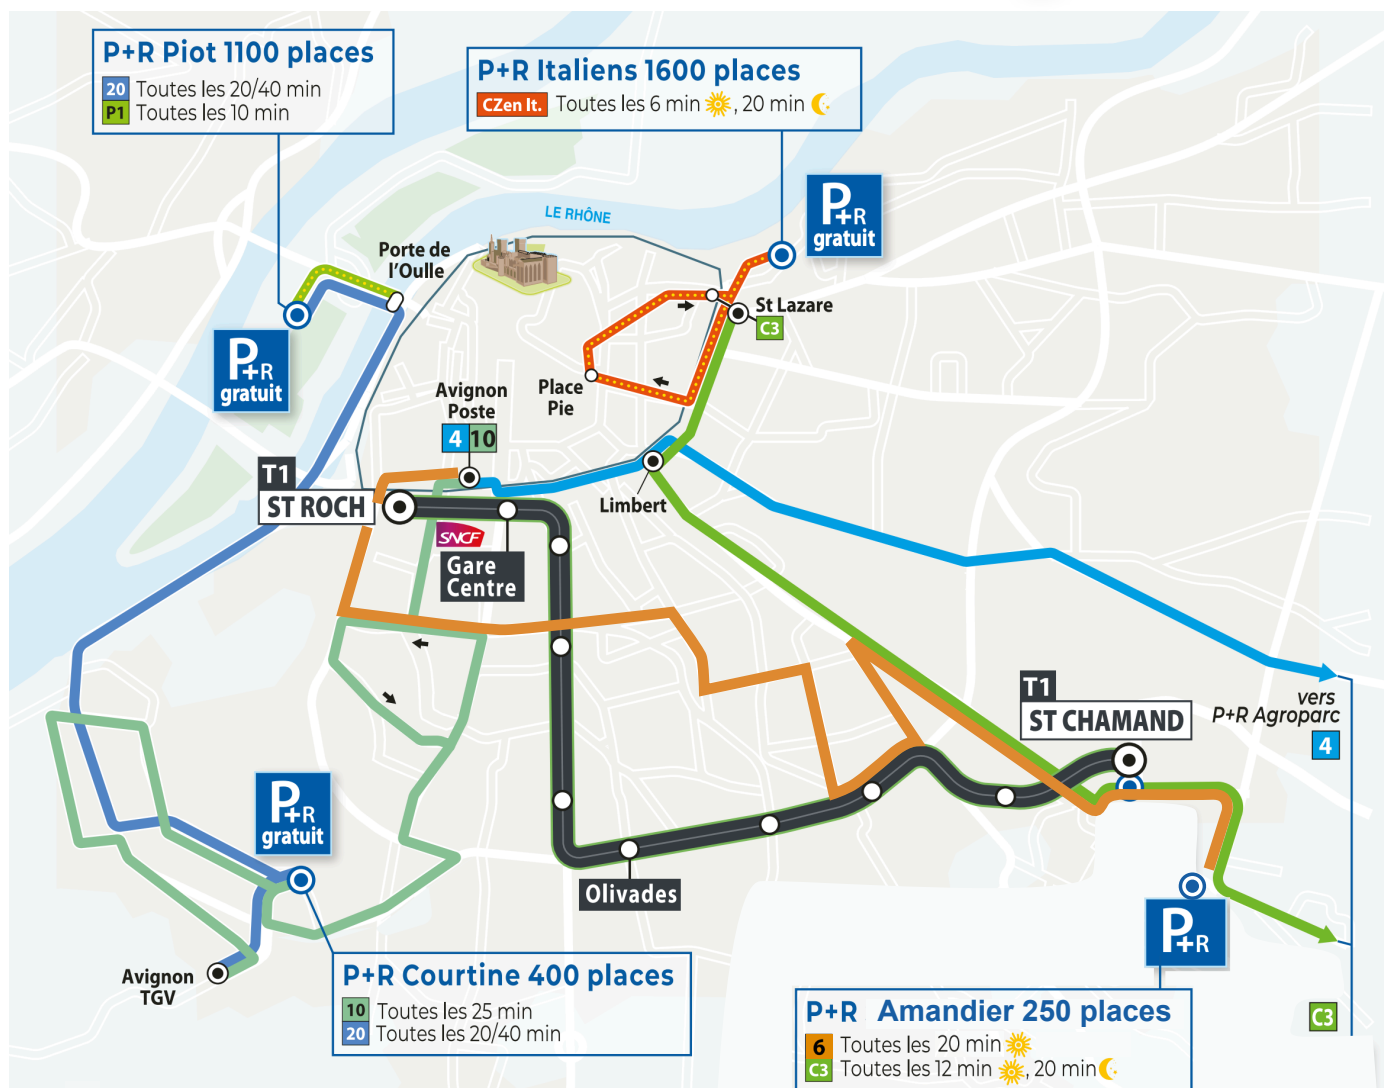 P+R Piot 1100 places
20 Toutes les 20/40 min
P1 Toutes les 10 min
P+R Italiens 1600 places
CZen It. Toutes les 6 min , 20 min
LE RHÔNE
P+R
gratuit
Porte de
l'Oulle
St Lazare
C3
P+R
gratuit
Place
Pie
Avignon
Poste
4 10
T1
ST ROCH
Limbert
SNCF
Gare
Centre
T1
ST CHAMAND
vers
P+R Agroparc
4
P+R
gratuit
Olivades
P+R
Avignon
TGV
P+R Courtine 400 places
10 Toutes les 25 min
20 Toutes les 20/40 min
P+R Amandier 250 places
6 Toutes les 20 min
C3 Toutes les 12 min , 20 min
C3